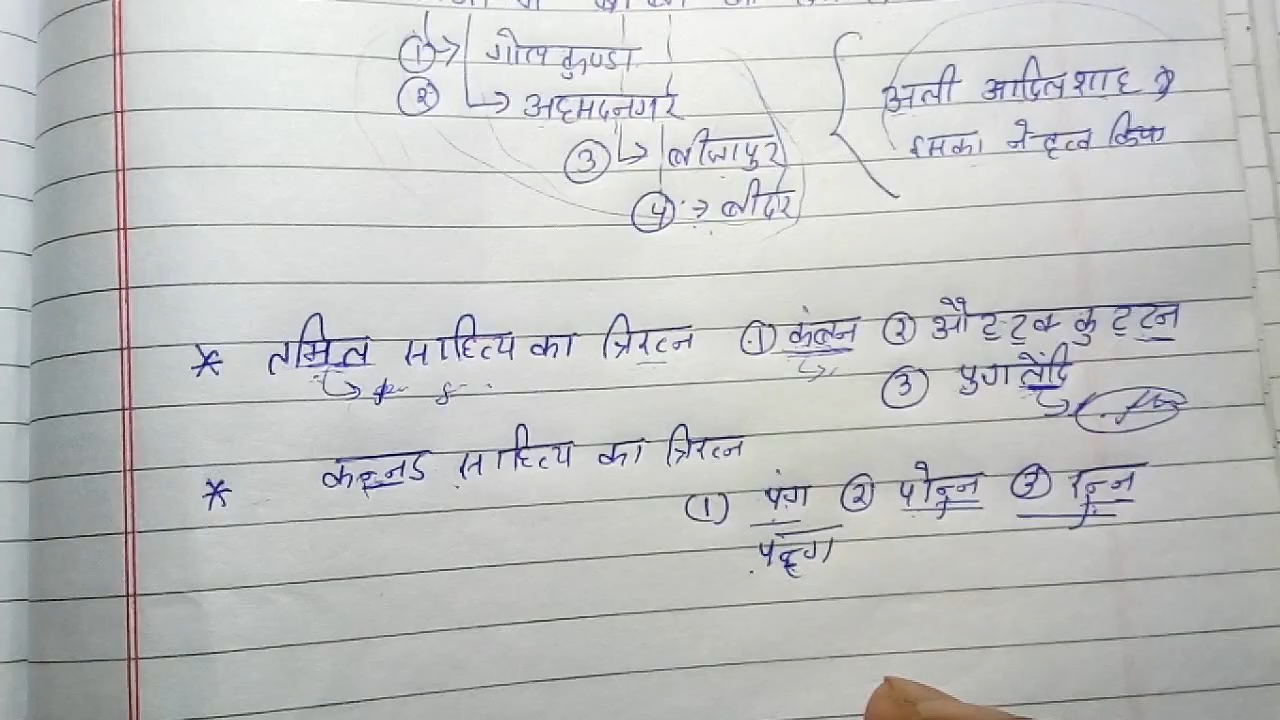 ① → गोलकुण्डा
② → अहमदनगर
③ → बीजापुर
④ → बीदर
अली आदिलशाह
इसका नेतृत्व किया
* तमिल साहित्य का त्रिरत्न ① कंबन ② औट्टक कुट्टन
③ पुगलेंदि
* कन्नड साहित्य का त्रिरत्न
① पंप ② पोन्न ③ रन्न